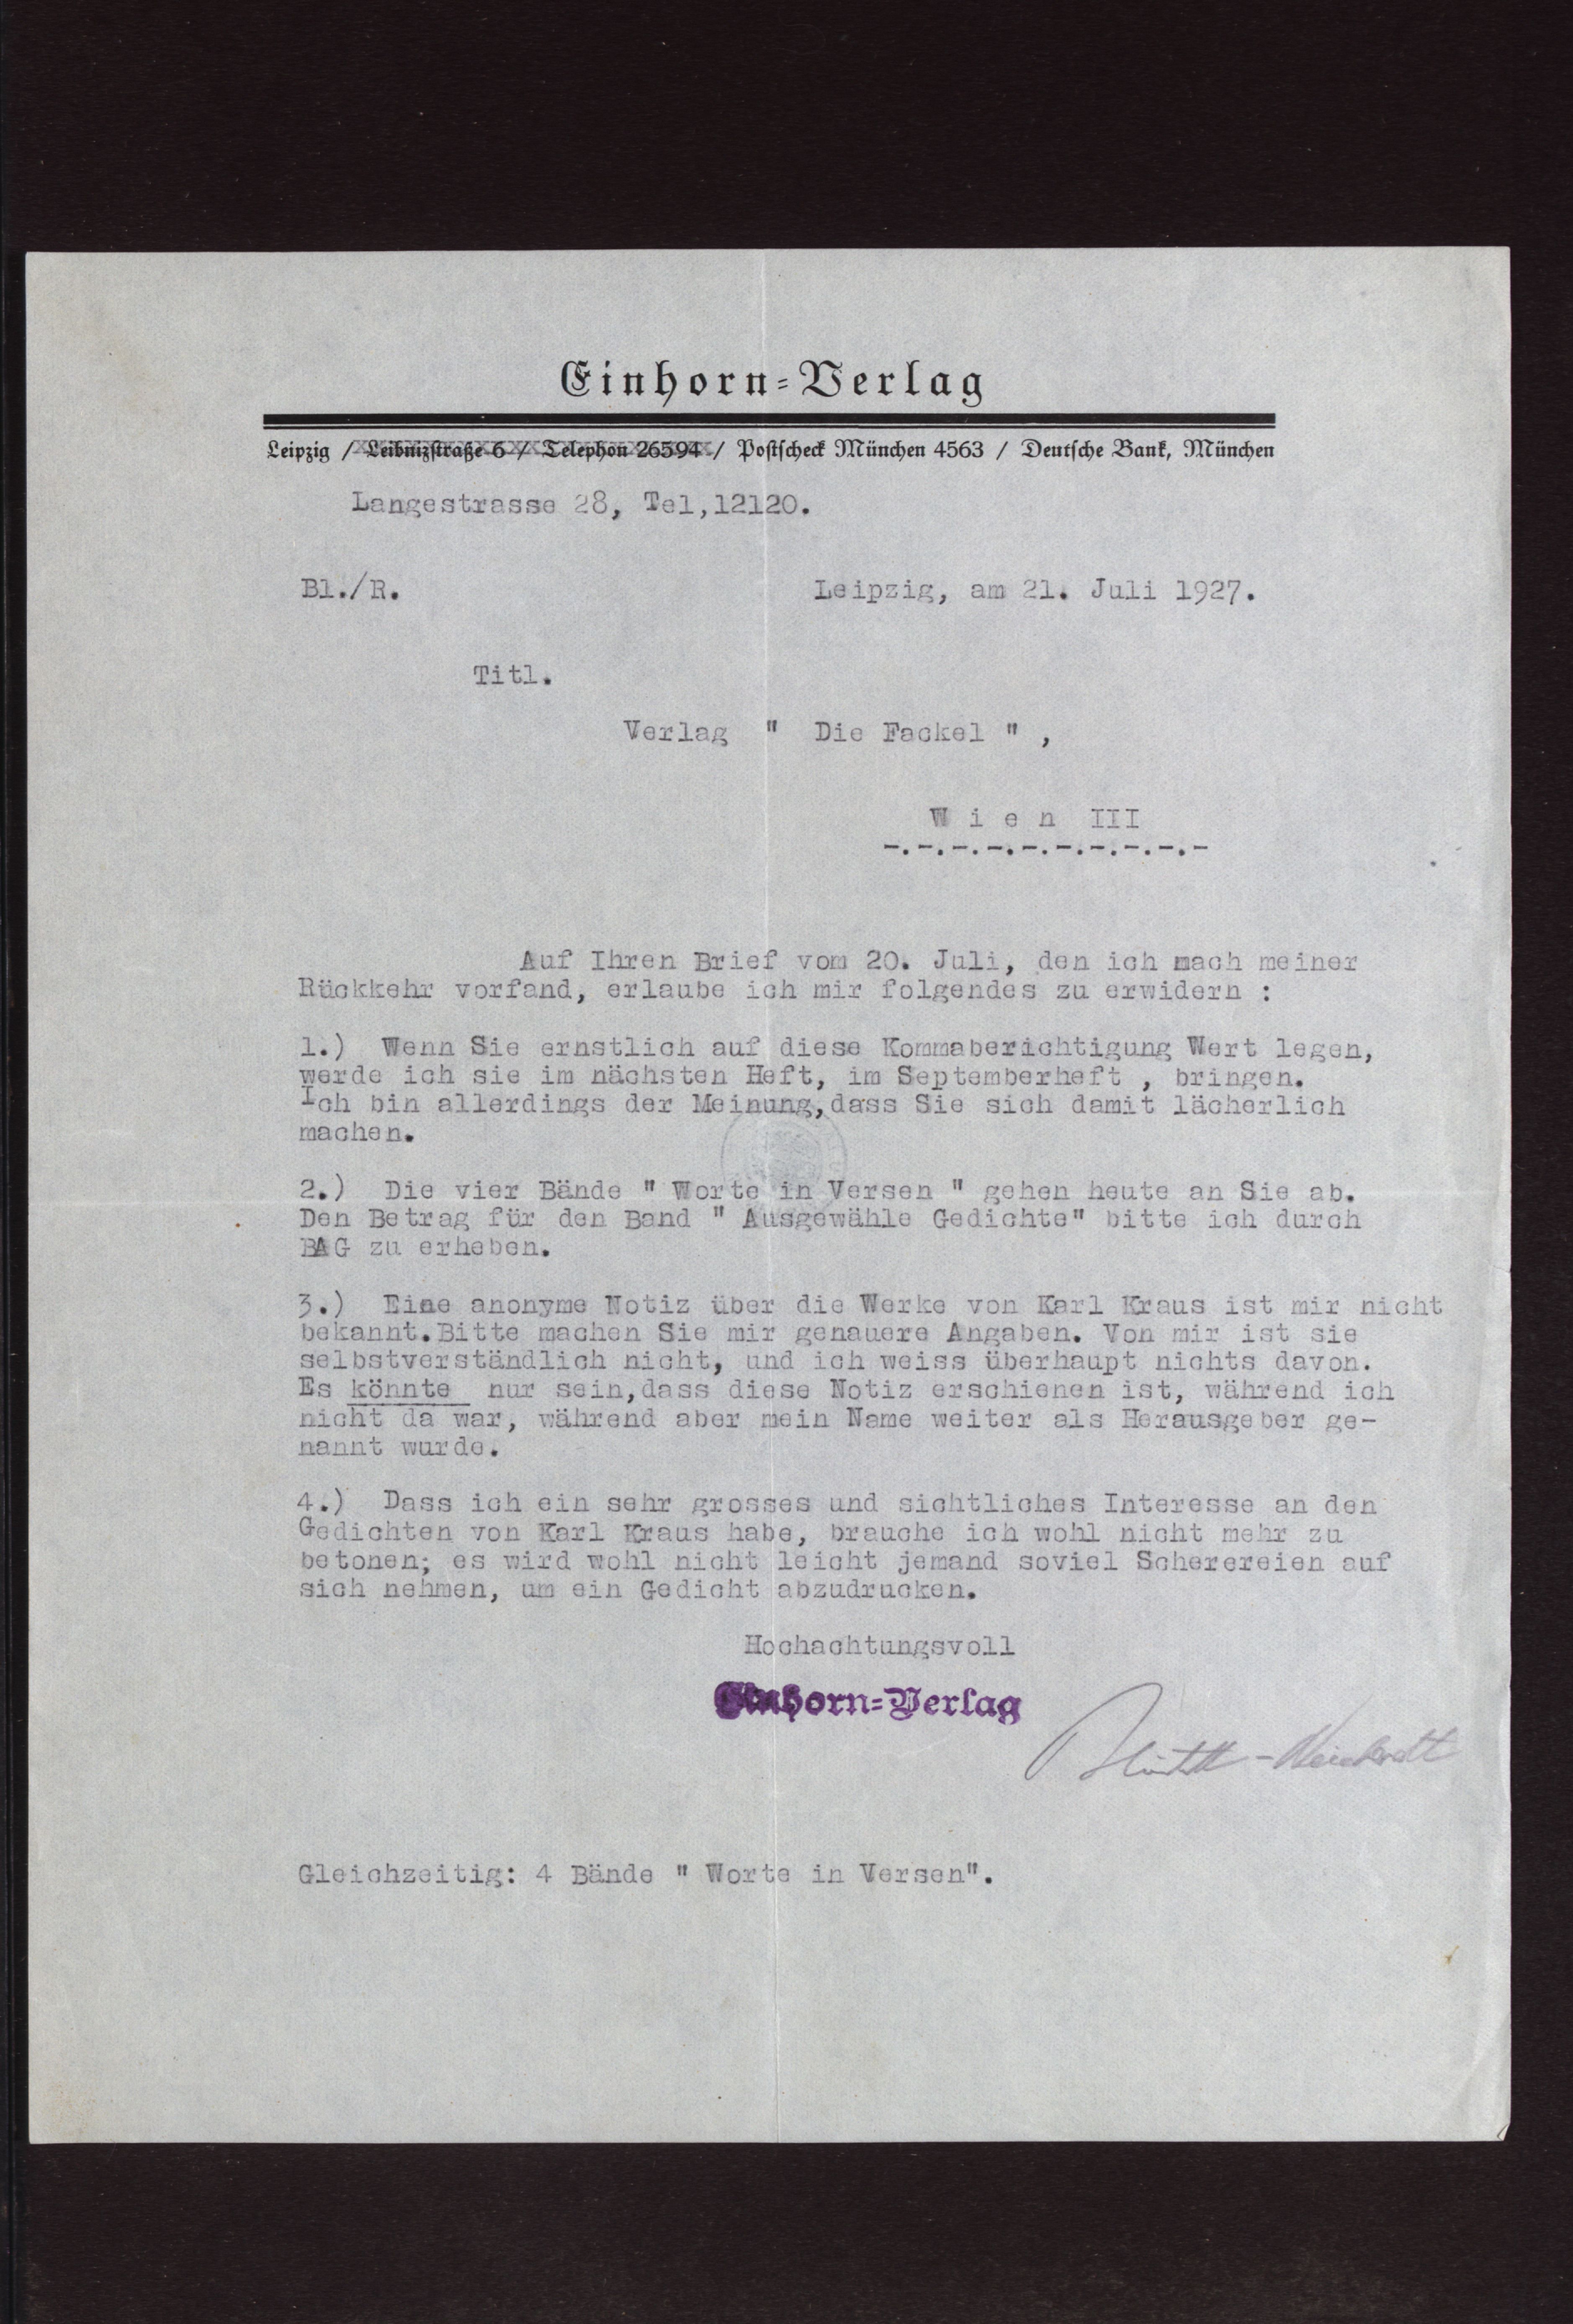 Einhorn=Verlag
Leipzig / Leibnizstraße 6 / Telephon 26594 / Postscheck München 4563 / Deutsche Bank, München
Langestrasse 28, Tel,12120.
Bl./R. Leipzig, am 21. Juli 1927.
Titl.
Verlag " Die Fackel " ,
W i e n III
-.-.-.-.-.-.-.-.-.-
Auf Ihren Brief vom 20. Juli, den ich nach meiner
Rückkehr vorfand, erlaube ich mir folgendes zu erwidern :
1.) Wenn Sie ernstlich auf diese Kommaberichtigung Wert legen,
werde ich sie im nächsten Heft, im Septemberheft , bringen.
Ich bin allerdings der Meinung,dass Sie sich damit lächerlich
machen.
2.) Die vier Bände " Worte in Versen " gehen heute an Sie ab.
Den Betrag für den Band " Ausgewähle Gedichte" bitte ich durch
BAG zu erheben.
3.) Eine anonyme Notiz über die Werke von Karl Kraus ist mir nicht
bekannt.Bitte machen Sie mir genauere Angaben. Von mir ist sie
selbstverständlich nicht, und ich weiss überhaupt nichts davon.
Es könnte nur sein,dass diese Notiz erschienen ist, während ich
nicht da war, während aber mein Name weiter als Herausgeber ge-
nannt wurde.
4.) Dass ich ein sehr grosses und sichtliches Interesse an den
Gedichten von Karl Kraus habe, brauche ich wohl nicht mehr zu
betonen; es wird wohl nicht leicht jemand soviel Scherereien auf
sich nehmen, um ein Gedicht abzudrucken.
Hochachtungsvoll
Einhorn=Verlag
Gleichzeitig: 4 Bände " Worte in Versen".